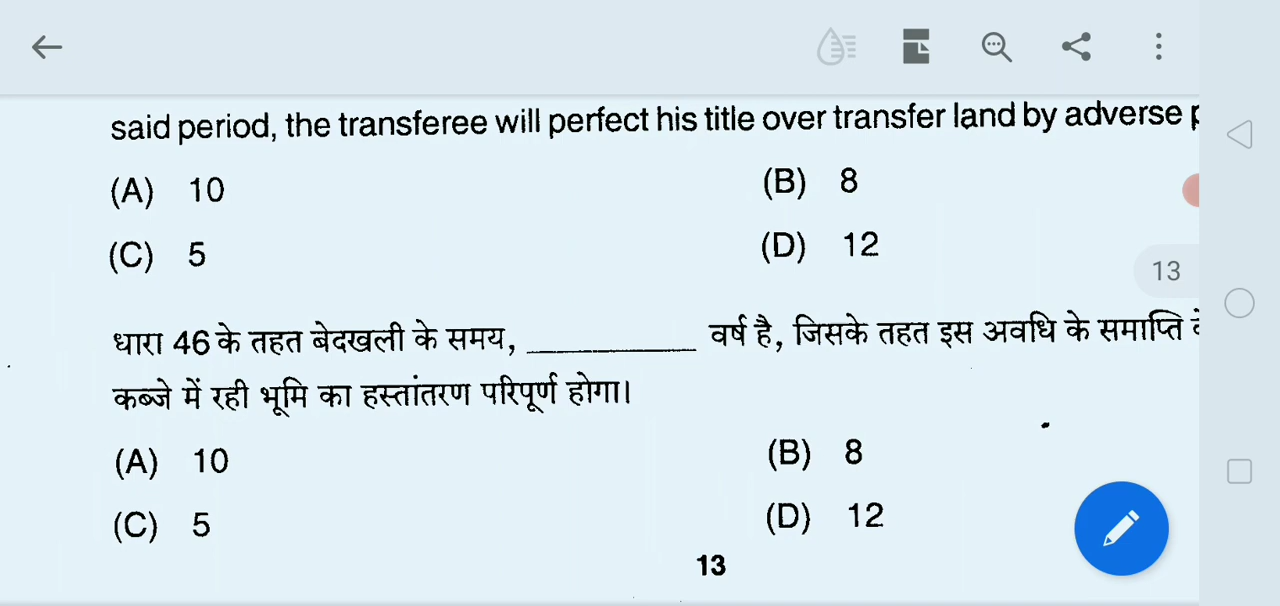 said period, the transferee will perfect his title over transfer land by adverse
(A) 10
(B) 8
(C) 5
(D) 12
13
धारा 46 के तहत बेदखली के समय, __________ वर्ष है, जिसके तहत इस अवधि के समाप्ति
कब्जे में रही भूमि का हस्तांतरण परिपूर्ण होगा।
(A) 10
(B) 8
(C) 5
(D) 12
13